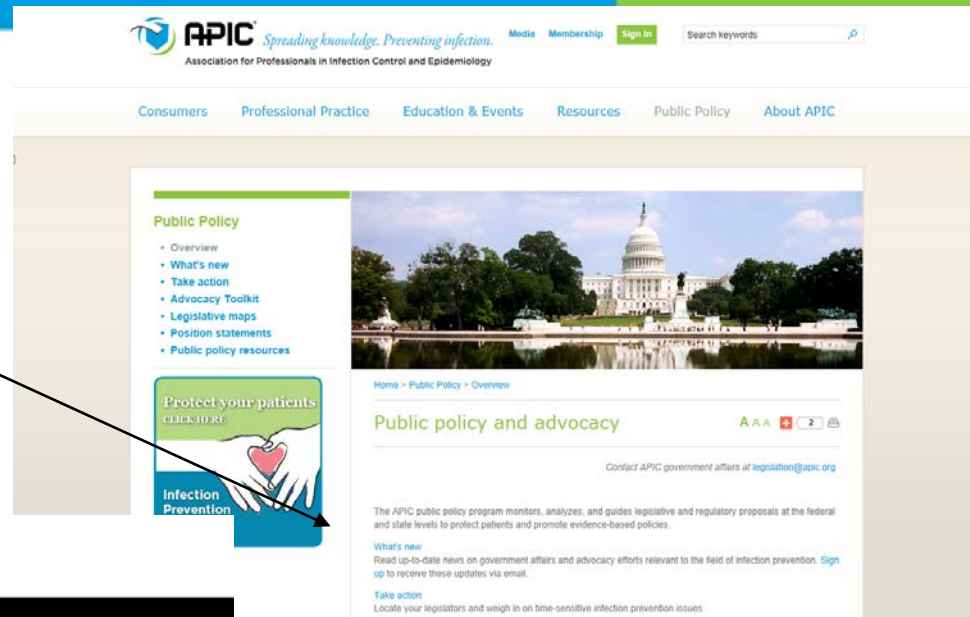 APIC Spreading knowledge. Preventing infection.
Association for Professionals in Infection Control and Epidemiology
Media Membership Sign In Search keywords
Consumers Professional Practice Education & Events Resources Public Policy About APIC
Public Policy
• Overview
• What's new
• Take action
• Advocacy Toolkit
• Legislative maps
• Position statements
• Public policy resources
Protect your patients
CLICK HERE
Infection
Prevention
Home > Public Policy > Overview
Public policy and advocacy A A A + 2
Contact APIC government affairs at legislation@apic.org
The APIC public policy program monitors, analyzes, and guides legislative and regulatory proposals at the federal
and state levels to protect patients and promote evidence-based policies.
What's new
Read up-to-date news on government affairs and advocacy efforts relevant to the field of infection prevention. Sign
up to receive these updates via email.
Take action
Locate your legislators and weigh in on time-sensitive infection prevention issues.